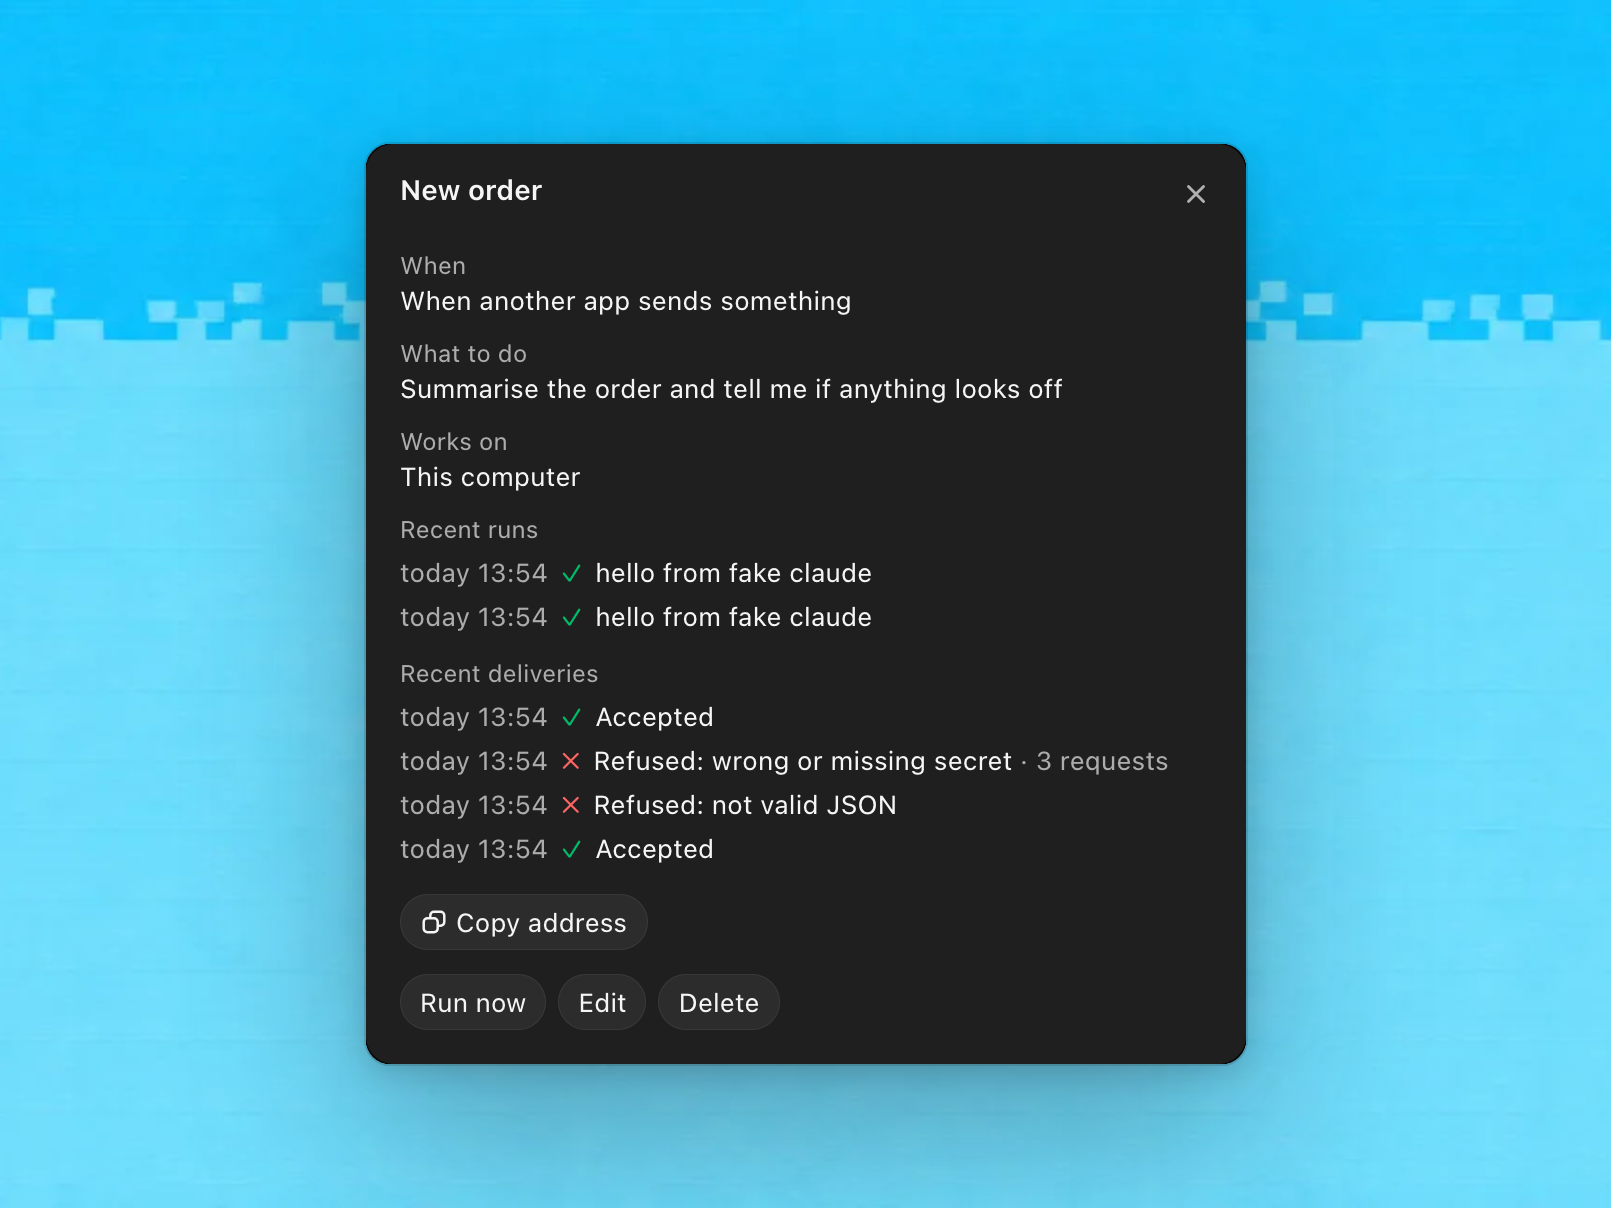 New order
When
When another app sends something
What to do
Summarise the order and tell me if anything looks off
Works on
This computer
Recent runs
today 13:54 ✓ hello from fake claude
today 13:54 ✓ hello from fake claude
Recent deliveries
today 13:54 ✓ Accepted
today 13:54 ✕ Refused: wrong or missing secret · 3 requests
today 13:54 ✕ Refused: not valid JSON
today 13:54 ✓ Accepted
Copy address
Run now Edit Delete